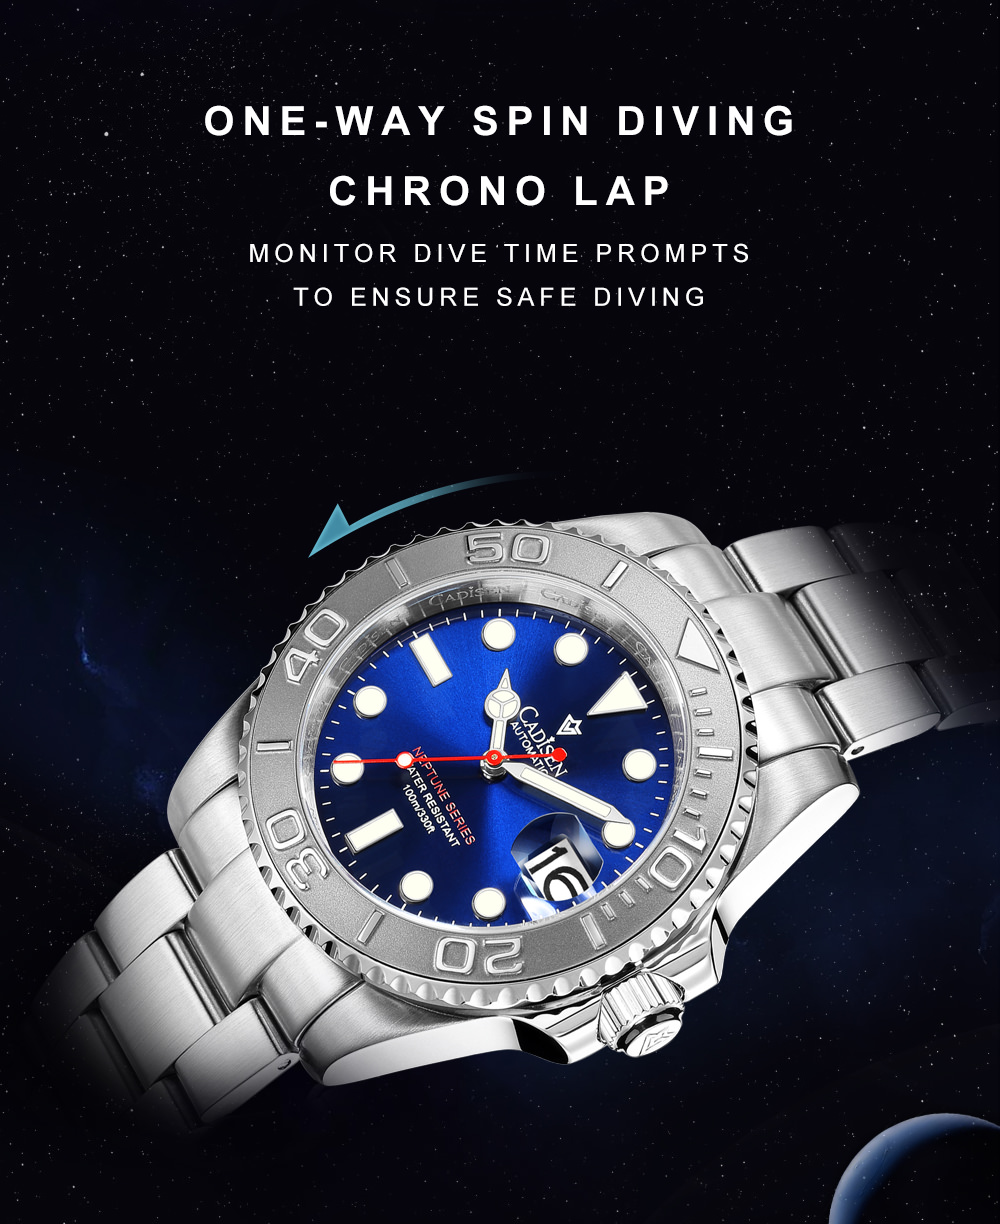 ONE-WAY SPIN DIVING
CHRONO LAP
MONITOR DIVE TIME PROMPTS
TO ENSURE SAFE DIVING
50
40
30
20
10
CADISEN
AUTOMATIC
NEPTUNE SERIES
WATER RESISTANT
100m/330ft
16
CADISEN